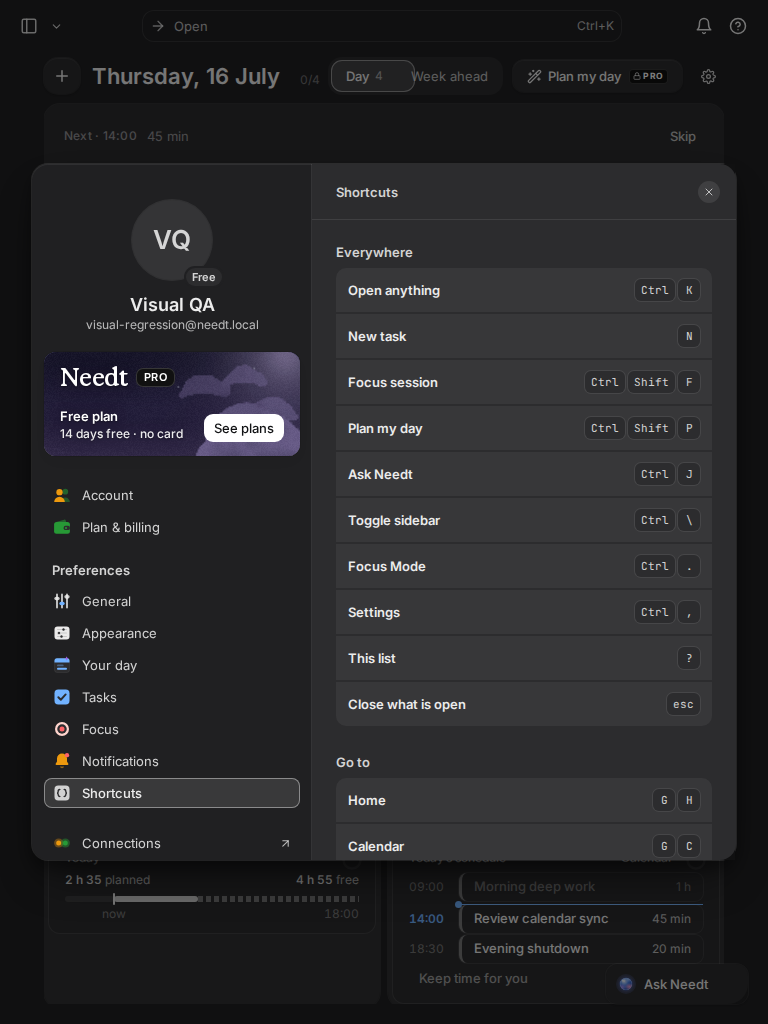 Open
Ctrl+K
Thursday, 16 July
0/4
Day 4
Week ahead
Plan my day
PRO
Next · 14:00 45 min
Skip
VQ
Free
Visual QA
visual-regression@needt.local
Needt PRO
Free plan
14 days free · no card
See plans
Account
Plan & billing
Preferences
General
Appearance
Your day
Tasks
Focus
Notifications
Shortcuts
Connections
Shortcuts
Everywhere
Open anything Ctrl K
New task N
Focus session Ctrl Shift F
Plan my day Ctrl Shift P
Ask Needt Ctrl J
Toggle sidebar Ctrl \
Focus Mode Ctrl .
Settings Ctrl ,
This list ?
Close what is open esc
Go to
Home G H
Calendar G C
2 h 35 planned 4 h 55 free
now 18:00
09:00 Morning deep work 1 h
14:00 Review calendar sync 45 min
18:30 Evening shutdown 20 min
Keep time for you
Ask Needt